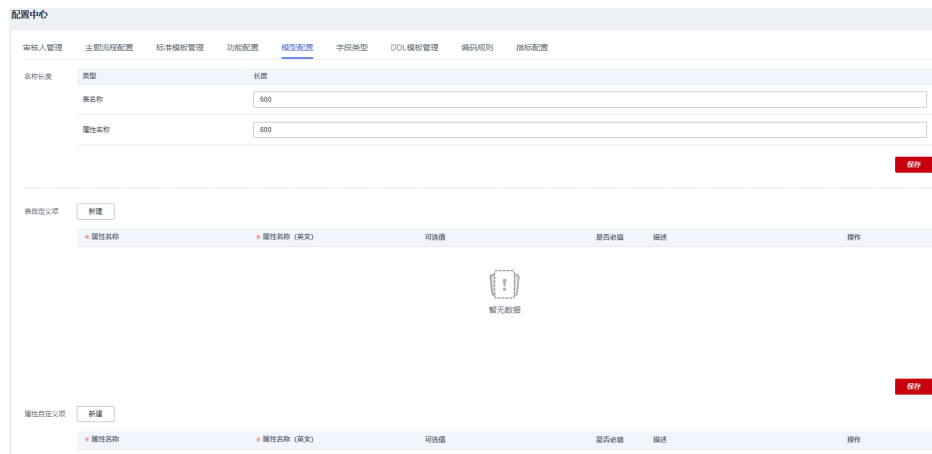 配置中心
审核人管理 主题流程配置 标准模板管理 功能配置 模型配置 字段类型 DDL模板管理 编码规则 指标配置
名称长度 类型 长度
表名称 600
属性名称 600
保存
表自定义项 新建
* 属性名称 * 属性名称 (英文) 可选值 是否必填 描述 操作
暂无数据
保存
属性自定义项 新建
* 属性名称 * 属性名称 (英文) 可选值 是否必填 描述 操作